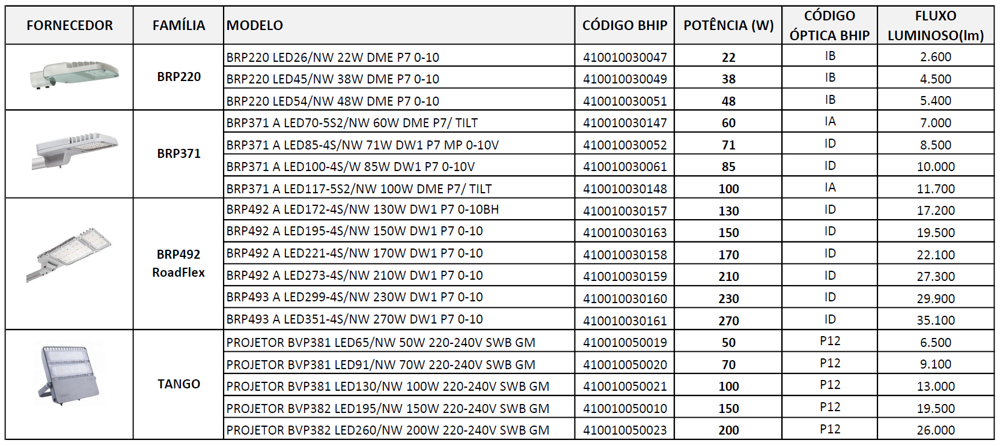 FORNECEDOR FAMÍLIA MODELO CÓDIGO BHIP POTÊNCIA (W) CÓDIGO ÓPTICA BHIP FLUXO LUMINOSO(lm)
BRP220
BRP220 LED26/NW 22W DME P7 0-10 410010030047 22 IB 2.600
BRP220 LED45/NW 38W DME P7 0-10 410010030049 38 IB 4.500
BRP220 LED54/NW 48W DME P7 0-10 410010030051 48 IB 5.400
BRP371
BRP371 A LED70-5S2/NW 60W DME P7/ TILT 410010030147 60 IA 7.000
BRP371 A LED85-4S/NW 71W DW1 P7 MP 0-10V 410010030052 71 ID 8.500
BRP371 A LED100-4S/W 85W DW1 P7 0-10V 410010030061 85 ID 10.000
BRP371 A LED117-5S2/NW 100W DME P7/ TILT 410010030148 100 IA 11.700
BRP492
RoadFlex
BRP492 A LED172-4S/NW 130W DW1 P7 0-10BH 410010030157 130 ID 17.200
BRP492 A LED195-4S/NW 150W DW1 P7 0-10 410010030163 150 ID 19.500
BRP492 A LED221-4S/NW 170W DW1 P7 0-10 410010030158 170 ID 22.100
BRP492 A LED273-4S/NW 210W DW1 P7 0-10 410010030159 210 ID 27.300
BRP493 A LED299-4S/NW 230W DW1 P7 0-10 410010030160 230 ID 29.900
BRP493 A LED351-4S/NW 270W DW1 P7 0-10 410010030161 270 ID 35.100
TANGO
PROJETOR BVP381 LED65/NW 50W 220-240V SWB GM 410010050019 50 P12 6.500
PROJETOR BVP381 LED91/NW 70W 220-240V SWB GM 410010050020 70 P12 9.100
PROJETOR BVP381 LED130/NW 100W 220-240V SWB GM 410010050021 100 P12 13.000
PROJETOR BVP382 LED195/NW 150W 220-240V SWB GM 410010050010 150 P12 19.500
PROJETOR BVP382 LED260/NW 200W 220-240V SWB GM 410010050023 200 P12 26.000